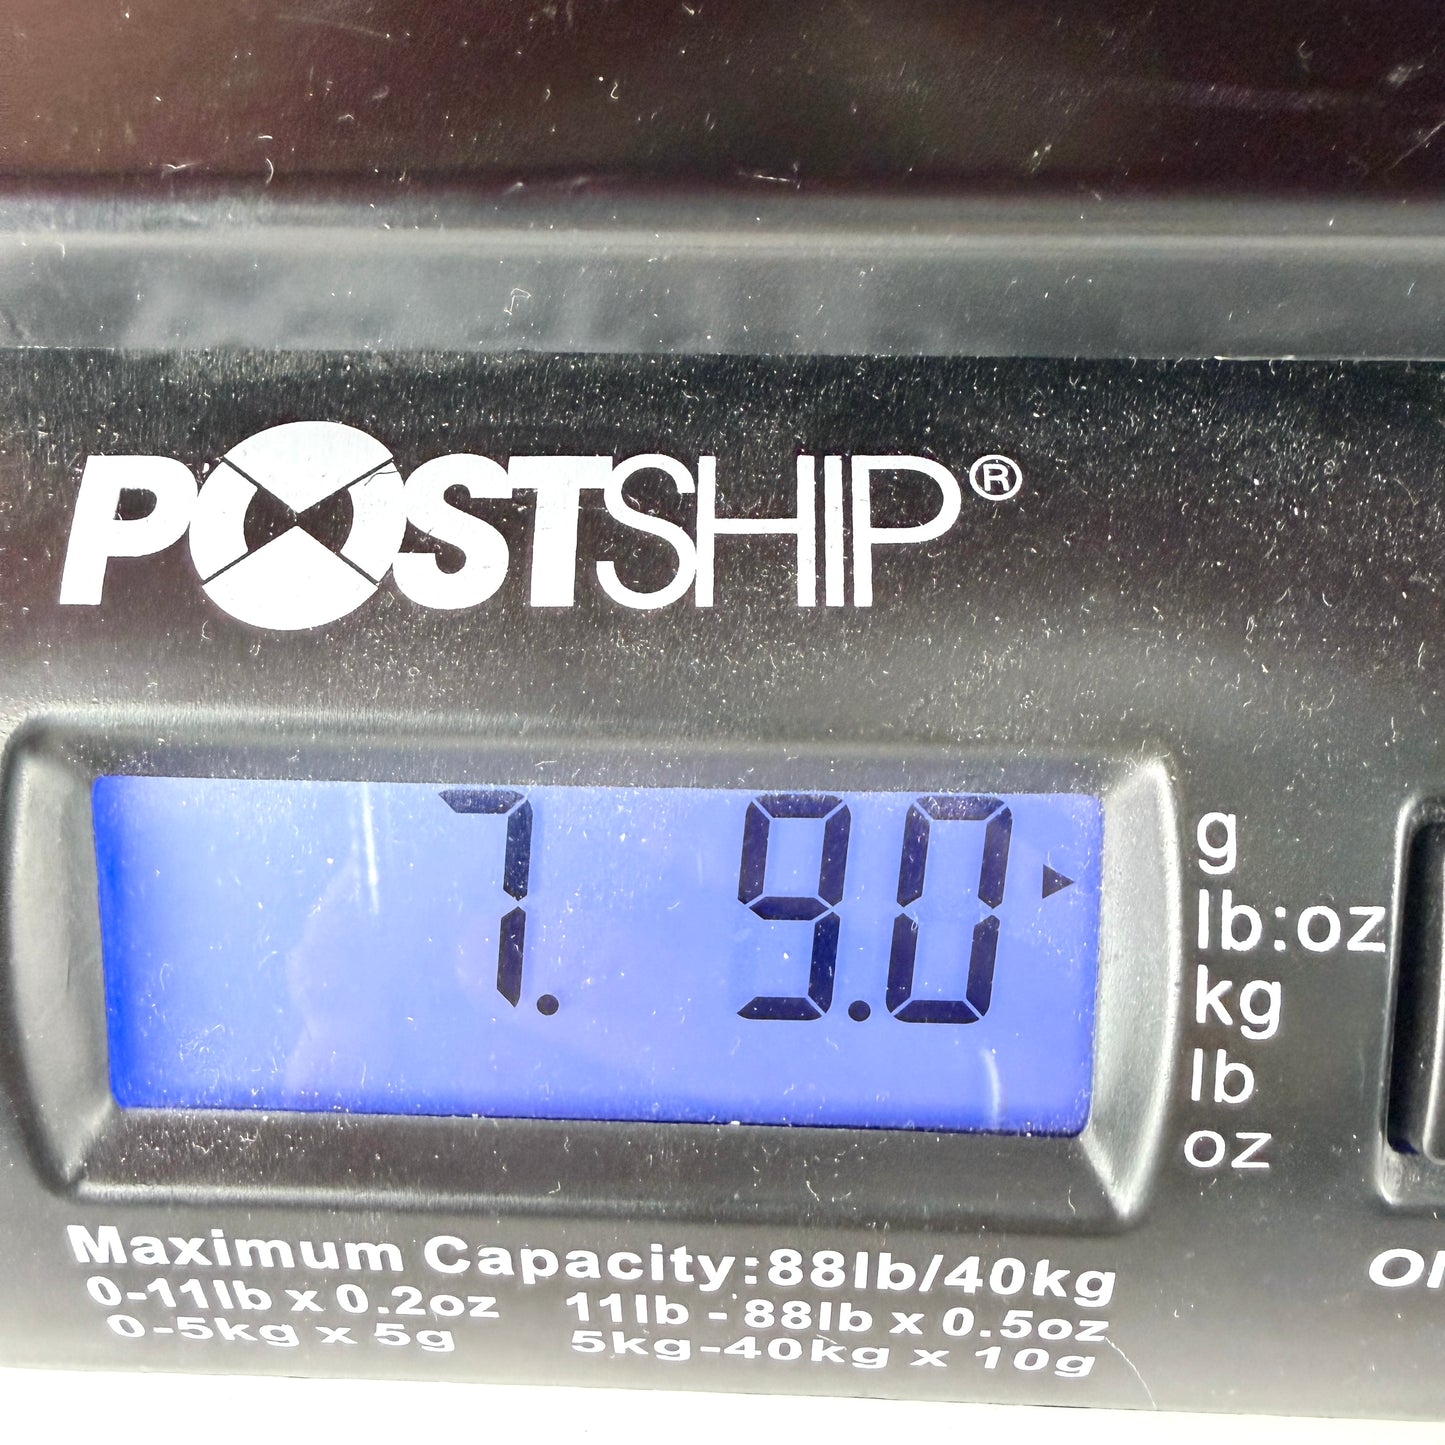 POSTSHIP®
7. 9.0
g
lb:oz
kg
lb
oz
Maximum Capacity:88lb/40kg
0-11lb x 0.2oz 11lb - 88lb x 0.5oz
0-5kg x 5g 5kg-40kg x 10g